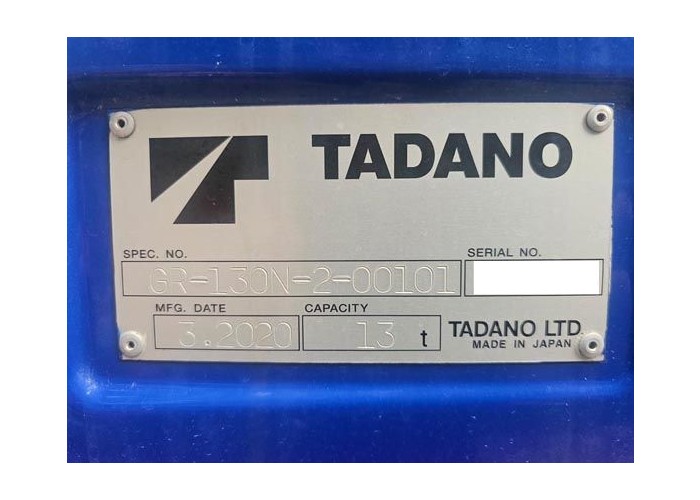 TADANO
SPEC. NO. SERIAL NO.
GR-130N-2-00101
MFG. DATE CAPACITY
3.2020 13 t TADANO LTD.
MADE IN JAPAN